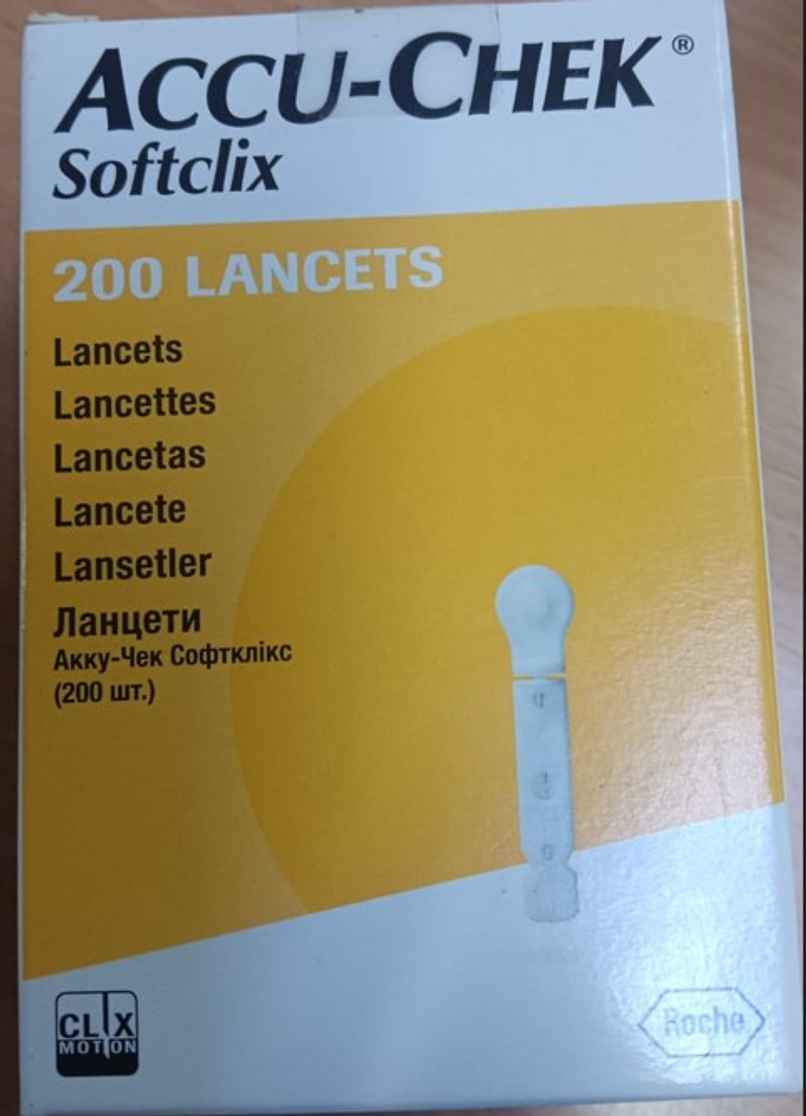 ACCU-CHEK®
Softclix
200 LANCETS
Lancets
Lancettes
Lancetas
Lancete
Lansetler
Ланцети
Акку-Чек Софтклікс
(200 шт.)
CLIX
MOTION
Roche